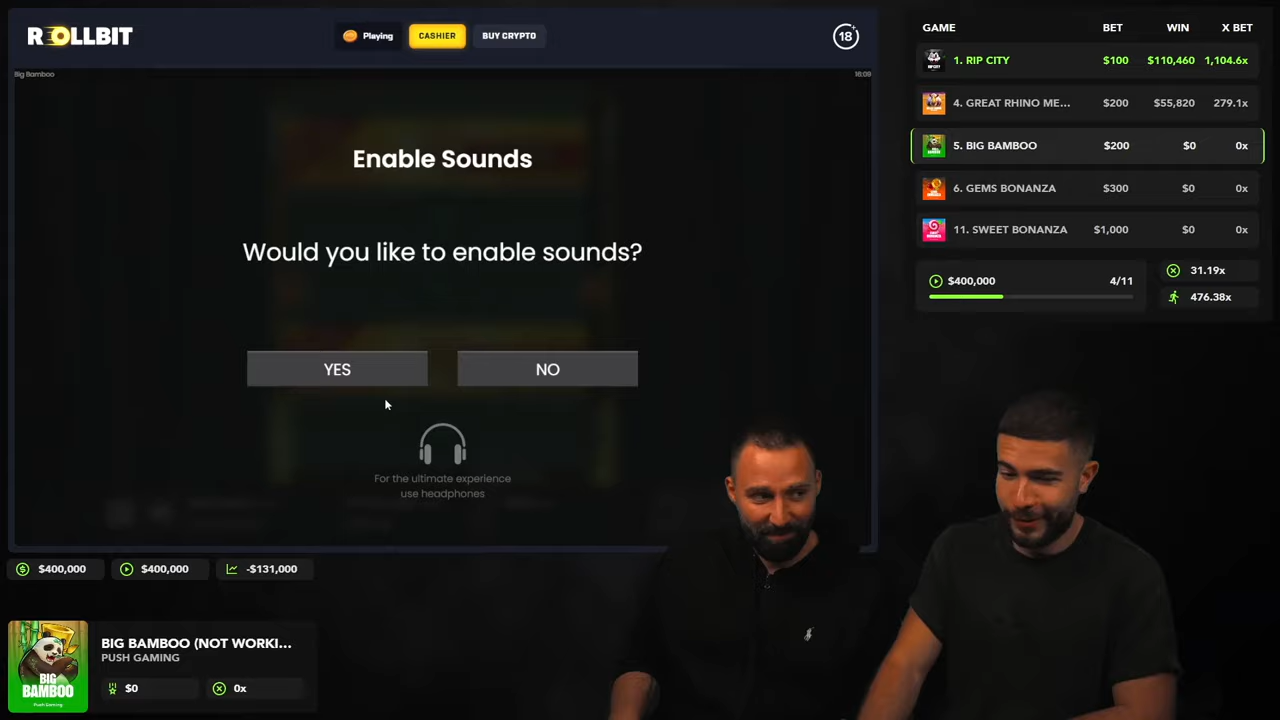 ROLLBIT
Playing
CASHIER
BUY CRYPTO
18+
Big Bamboo
16:09
Enable Sounds
Would you like to enable sounds?
YES
NO
For the ultimate experience
use headphones
GAME BET WIN X BET
1. RIP CITY $100 $110,460 1,104.6x
4. GREAT RHINO ME... $200 $55,820 279.1x
5. BIG BAMBOO $200 $0 0x
6. GEMS BONANZA $300 $0 0x
11. SWEET BONANZA $1,000 $0 0x
$400,000 4/11
31.19x
476.38x
$400,000 $400,000 -$131,000
BIG BAMBOO (NOT WORKI...
PUSH GAMING
$0 0x
BIG
BAMBOO
Push Gaming